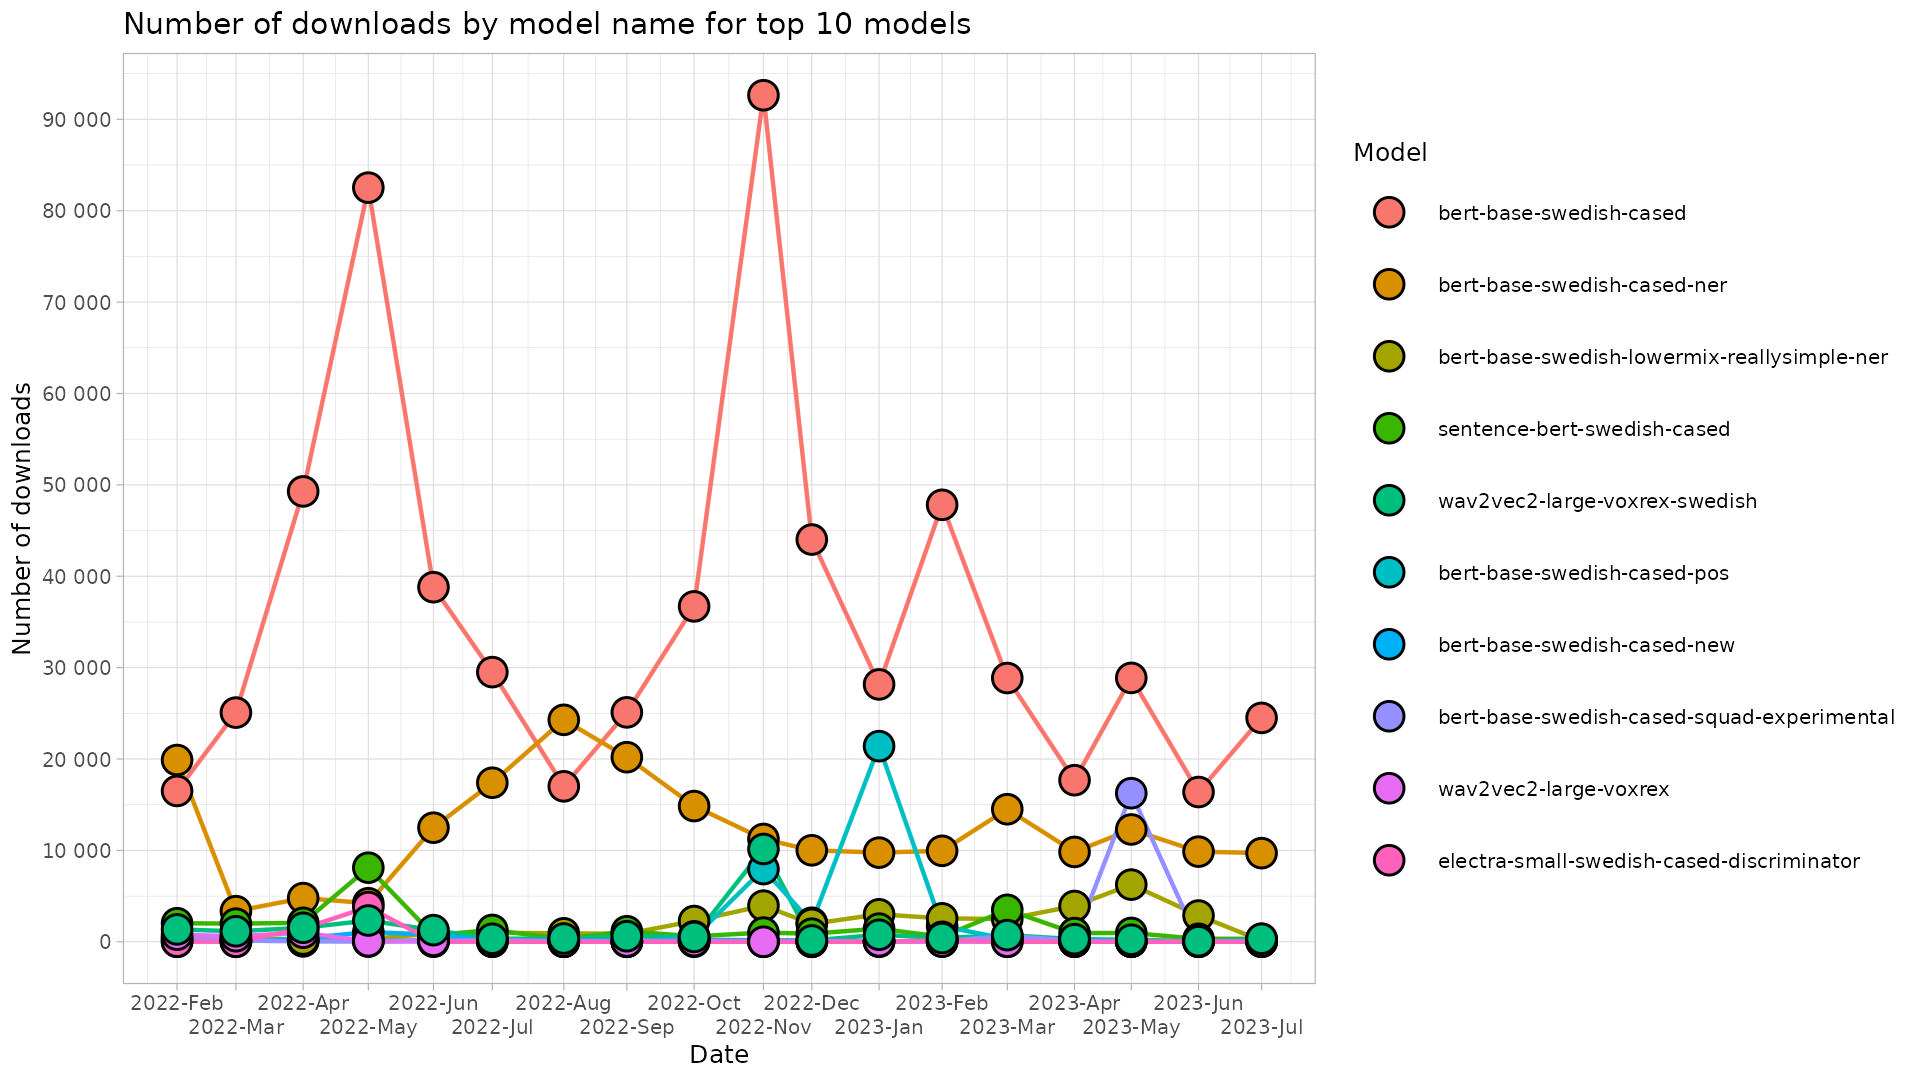 Number of downloads by model name for top 10 models
Number of downloads
90 000
80 000
70 000
60 000
50 000
40 000
30 000
20 000
10 000
0
2022-Feb
2022-Mar
2022-Apr
2022-May
2022-Jun
2022-Jul
2022-Aug
2022-Sep
2022-Oct
2022-Nov
2022-Dec
2023-Jan
2023-Feb
2023-Mar
2023-Apr
2023-May
2023-Jun
2023-Jul
Date
Model
bert-base-swedish-cased
bert-base-swedish-cased-ner
bert-base-swedish-lowermix-reallysimple-ner
sentence-bert-swedish-cased
wav2vec2-large-voxrex-swedish
bert-base-swedish-cased-pos
bert-base-swedish-cased-new
bert-base-swedish-cased-squad-experimental
wav2vec2-large-voxrex
electra-small-swedish-cased-discriminator